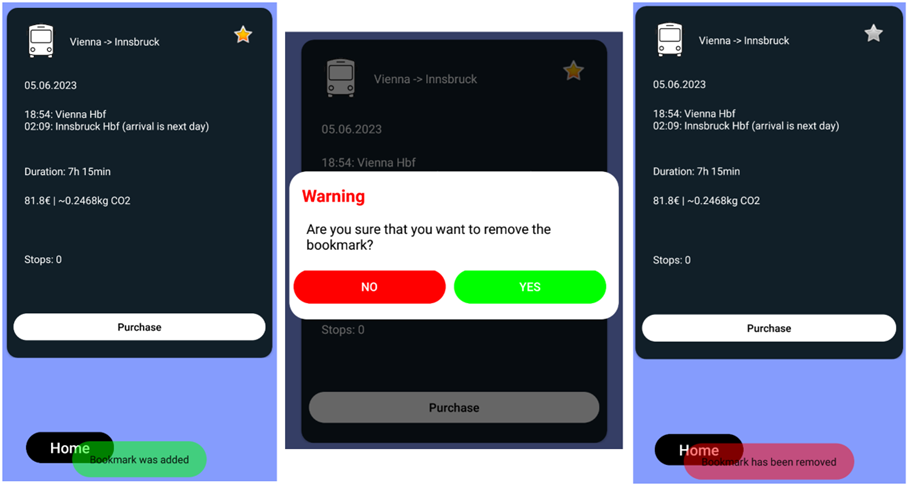 Vienna -> Innsbruck
05.06.2023
18:54: Vienna Hbf
02:09: Innsbruck Hbf (arrival is next day)
Duration: 7h 15min
81.8€ | ~0.2468kg CO2
Stops: 0
Purchase
Home
Bookmark was added
Vienna -> Innsbruck
05.06.2023
18:54: Vienna Hbf
Warning
Are you sure that you want to remove the
bookmark?
NO
YES
Stops: 0
Purchase
Vienna -> Innsbruck
05.06.2023
18:54: Vienna Hbf
02:09: Innsbruck Hbf (arrival is next day)
Duration: 7h 15min
81.8€ | ~0.2468kg CO2
Stops: 0
Purchase
Home
Bookmark has been removed